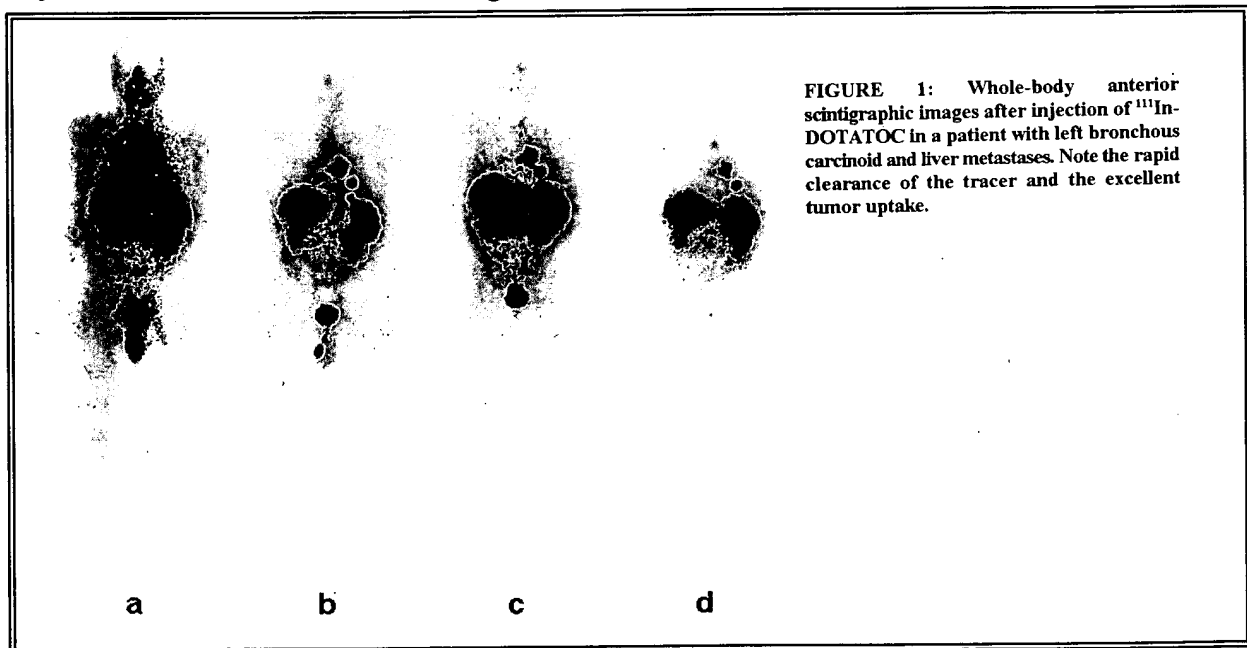 FIGURE 1: Whole-body anterior
scintigraphic images after injection of ¹¹¹In-
DOTATOC in a patient with left bronchous
carcinoid and liver metastases. Note the rapid
clearance of the tracer and the excellent
tumor uptake.
a b c d